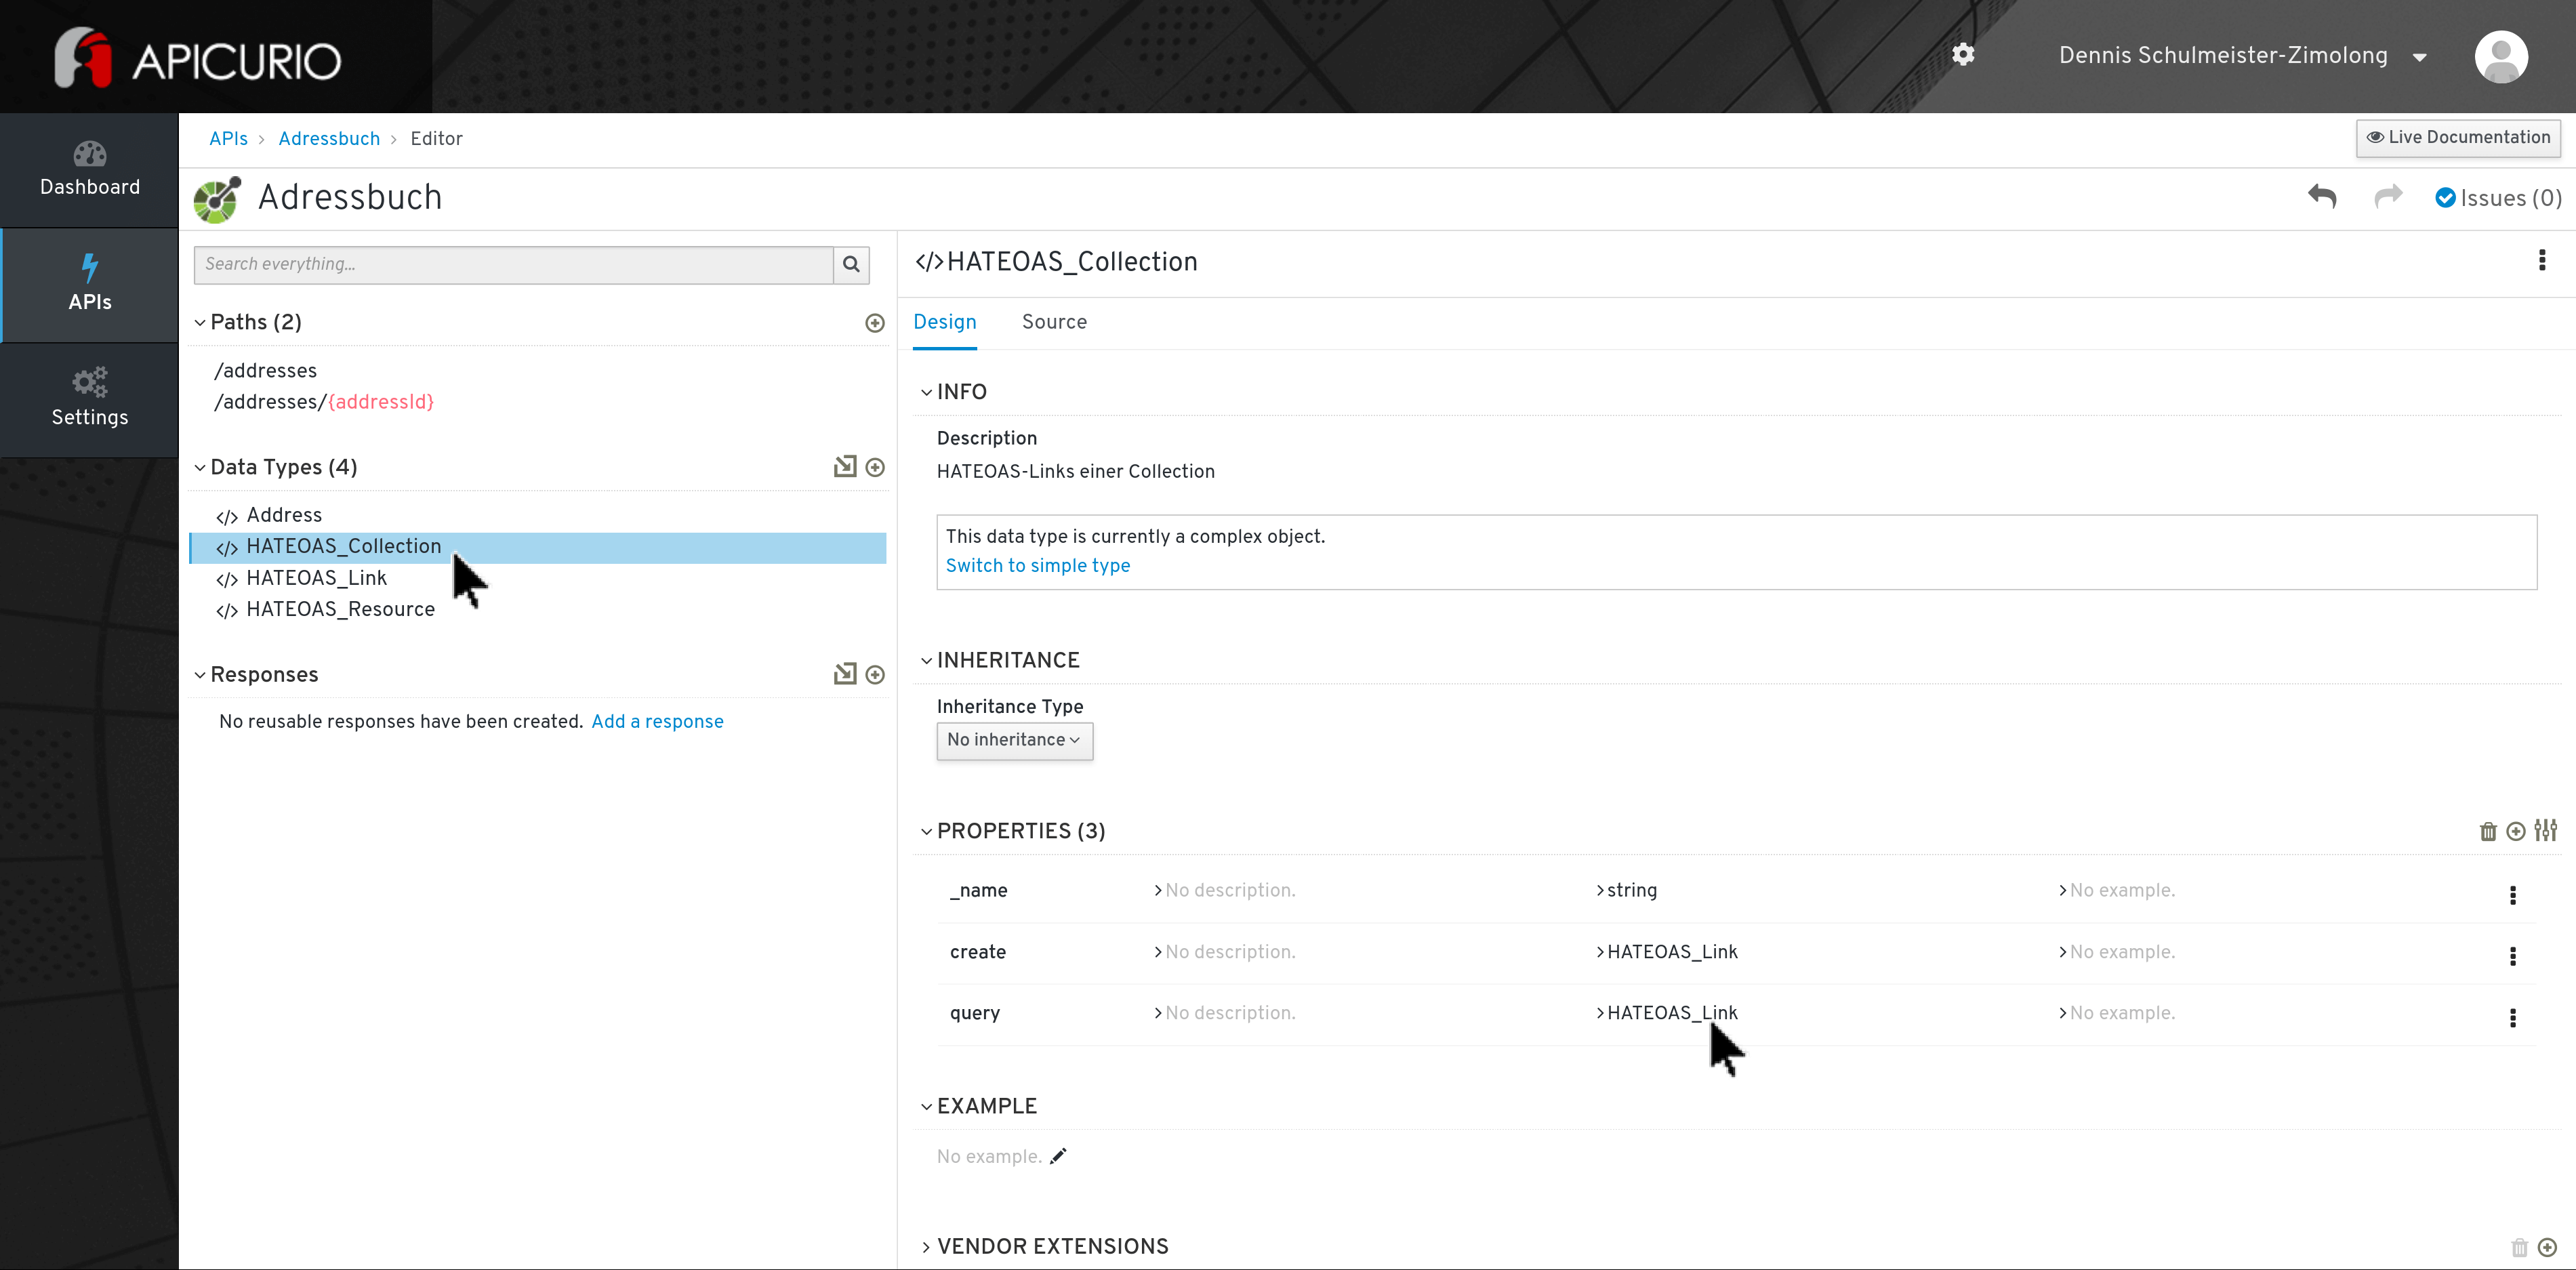 APICURIO
Dennis Schulmeister-Zimolong
Dashboard
APIs
Settings
APIs > Adressbuch > Editor
Live Documentation
Adressbuch
Issues (0)
Search everything...
Paths (2)
/addresses
/addresses/{addressId}
Data Types (4)
</> Address
</> HATEOAS_Collection
</> HATEOAS_Link
</> HATEOAS_Resource
Responses
No reusable responses have been created. Add a response
</>HATEOAS_Collection
Design Source
INFO
Description
HATEOAS-Links einer Collection
This data type is currently a complex object.
Switch to simple type
INHERITANCE
Inheritance Type
No inheritance
PROPERTIES (3)
_name No description. string No example.
create No description. HATEOAS_Link No example.
query No description. HATEOAS_Link No example.
EXAMPLE
No example.
VENDOR EXTENSIONS